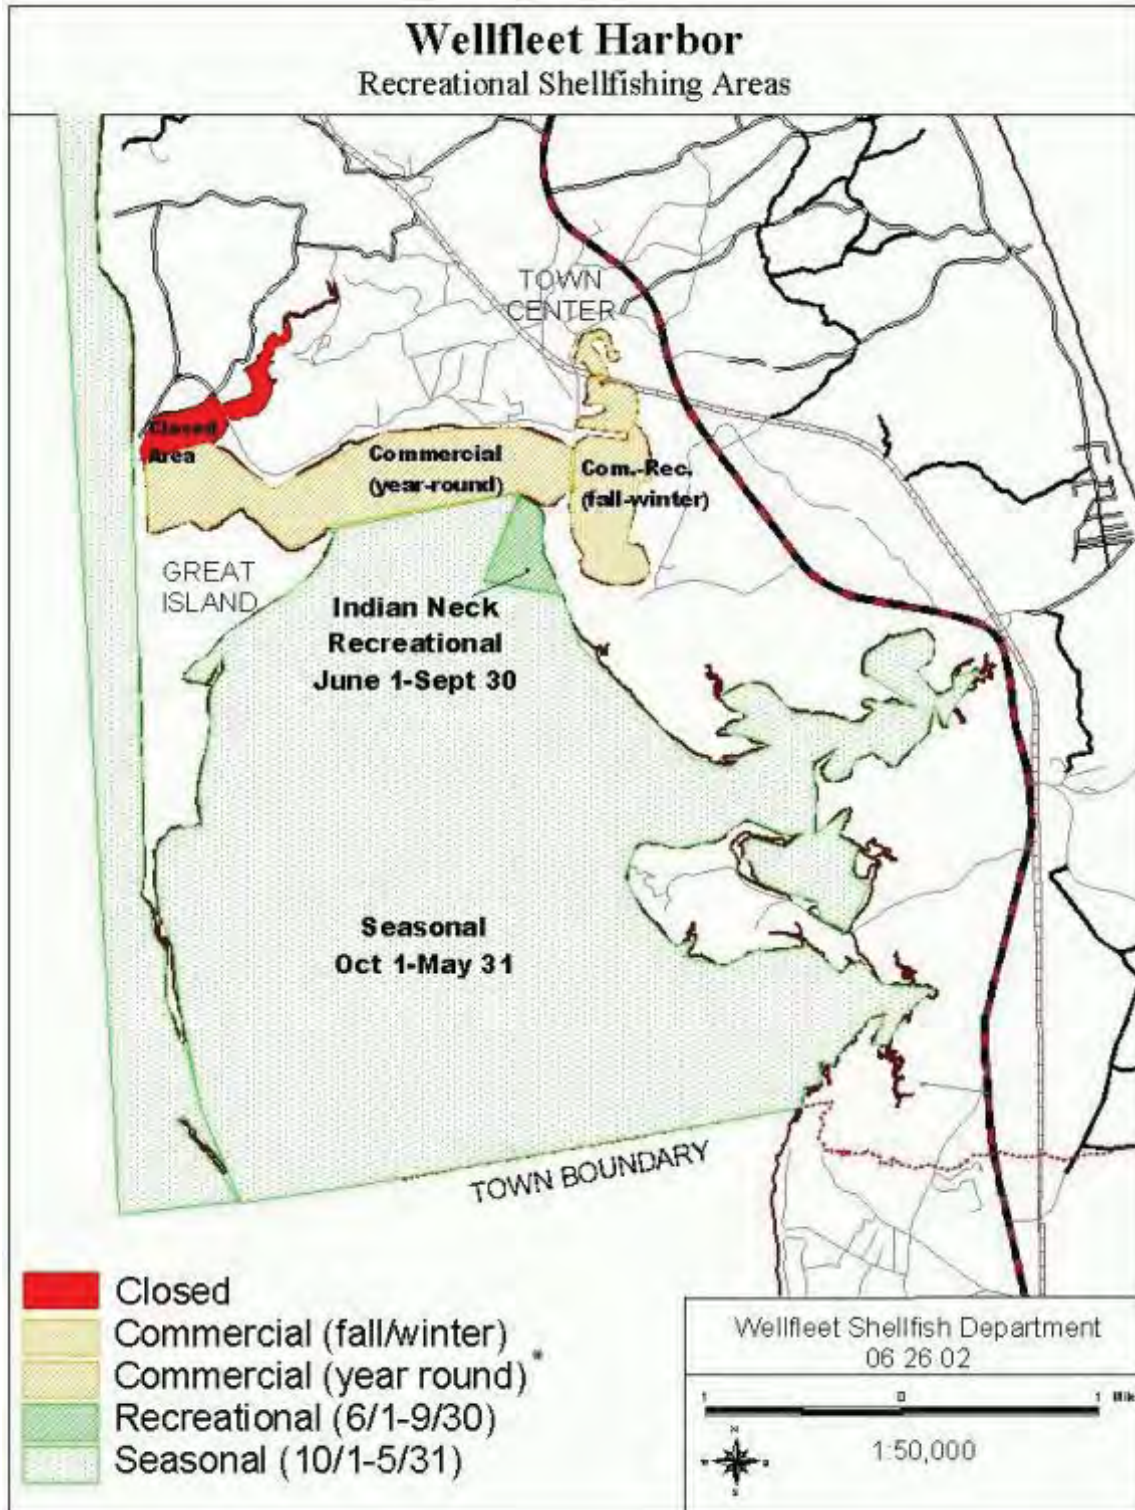 Wellfleet Harbor
Recreational Shellfishing Areas
TOWN
CENTER
Closed
Area
Commercial
(year-round)
Com.-Rec.
(fall-winter)
GREAT
ISLAND
Indian Neck
Recreational
June 1-Sept 30
Seasonal
Oct 1-May 31
TOWN BOUNDARY
Closed
Commercial (fall/winter)
Commercial (year round)*
Recreational (6/1-9/30)
Seasonal (10/1-5/31)
Wellfleet Shellfish Department
06 26 02
1 0 1
1:50,000